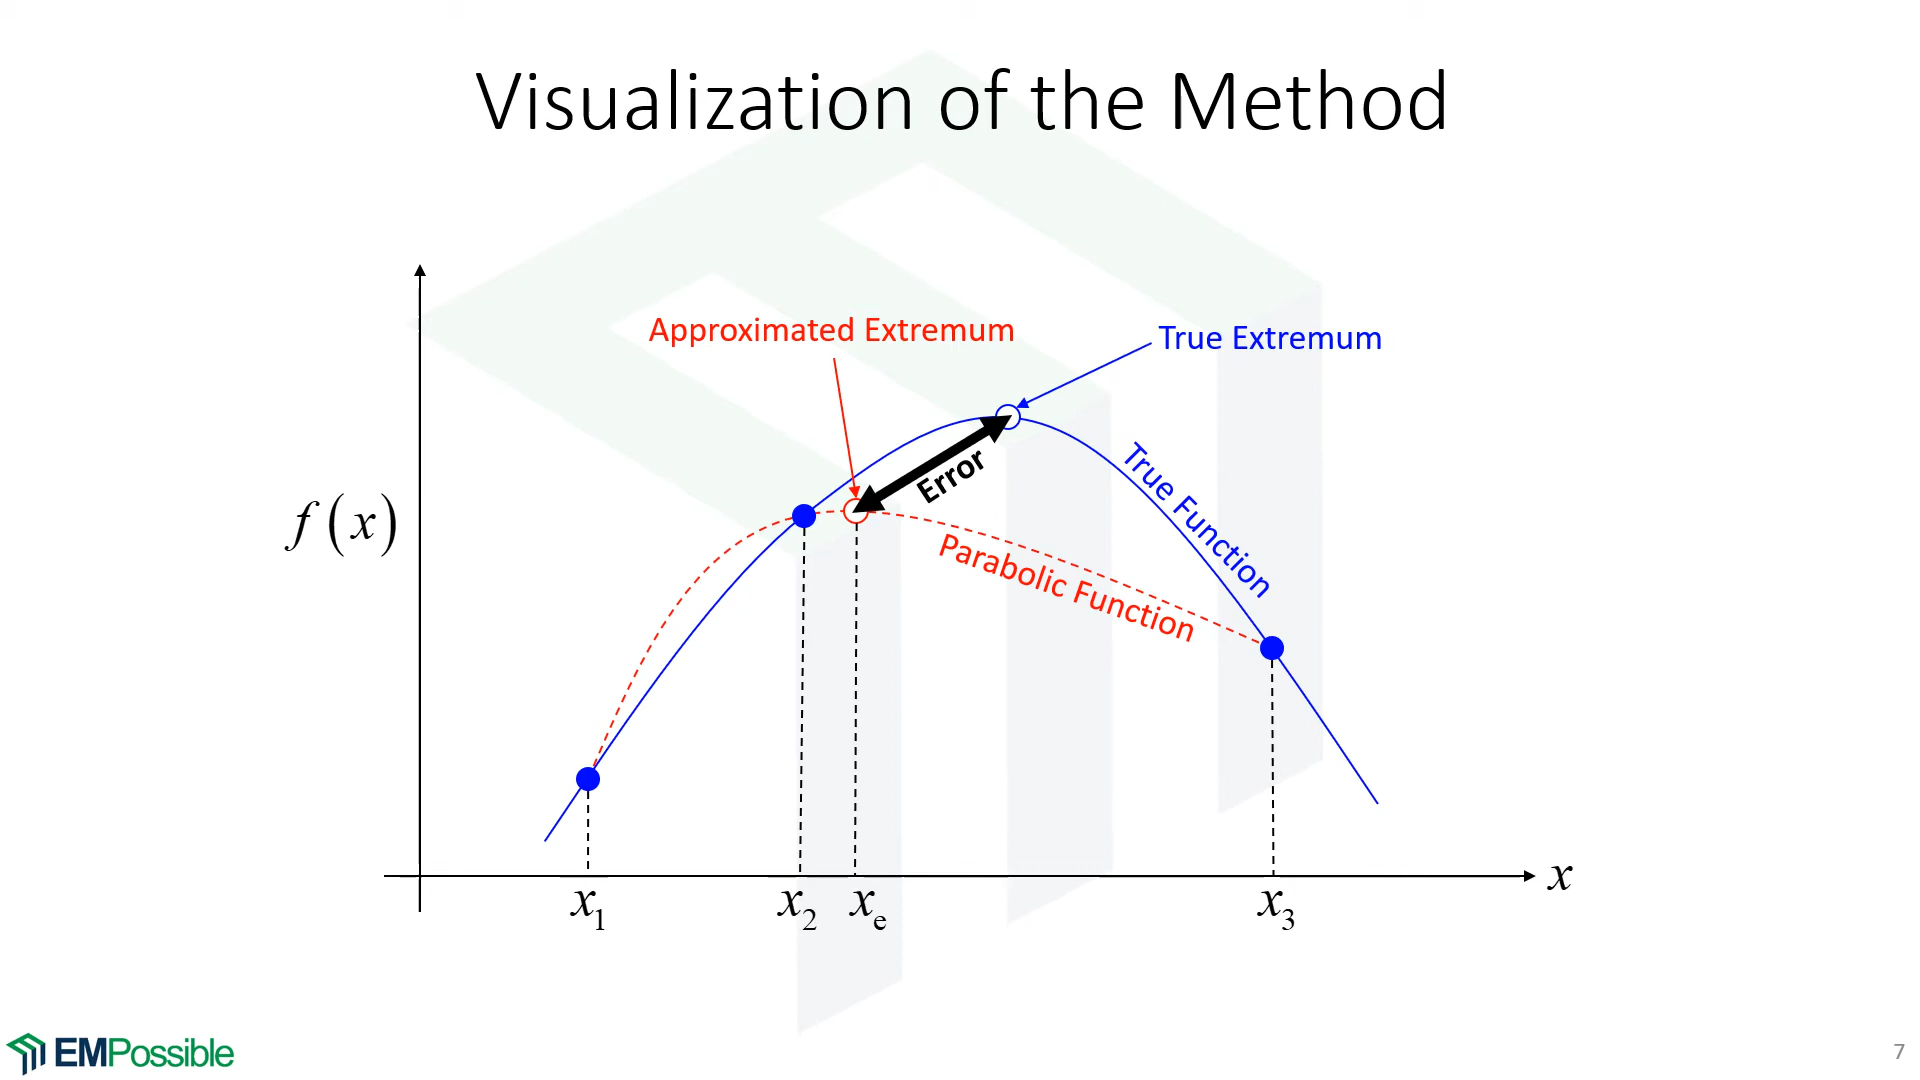 Visualization of the Method
Approximated Extremum
True Extremum
Error
True Function
Parabolic Function
f(x)
x
x₁
x₂
xₑ
x₃
EMPossible
7